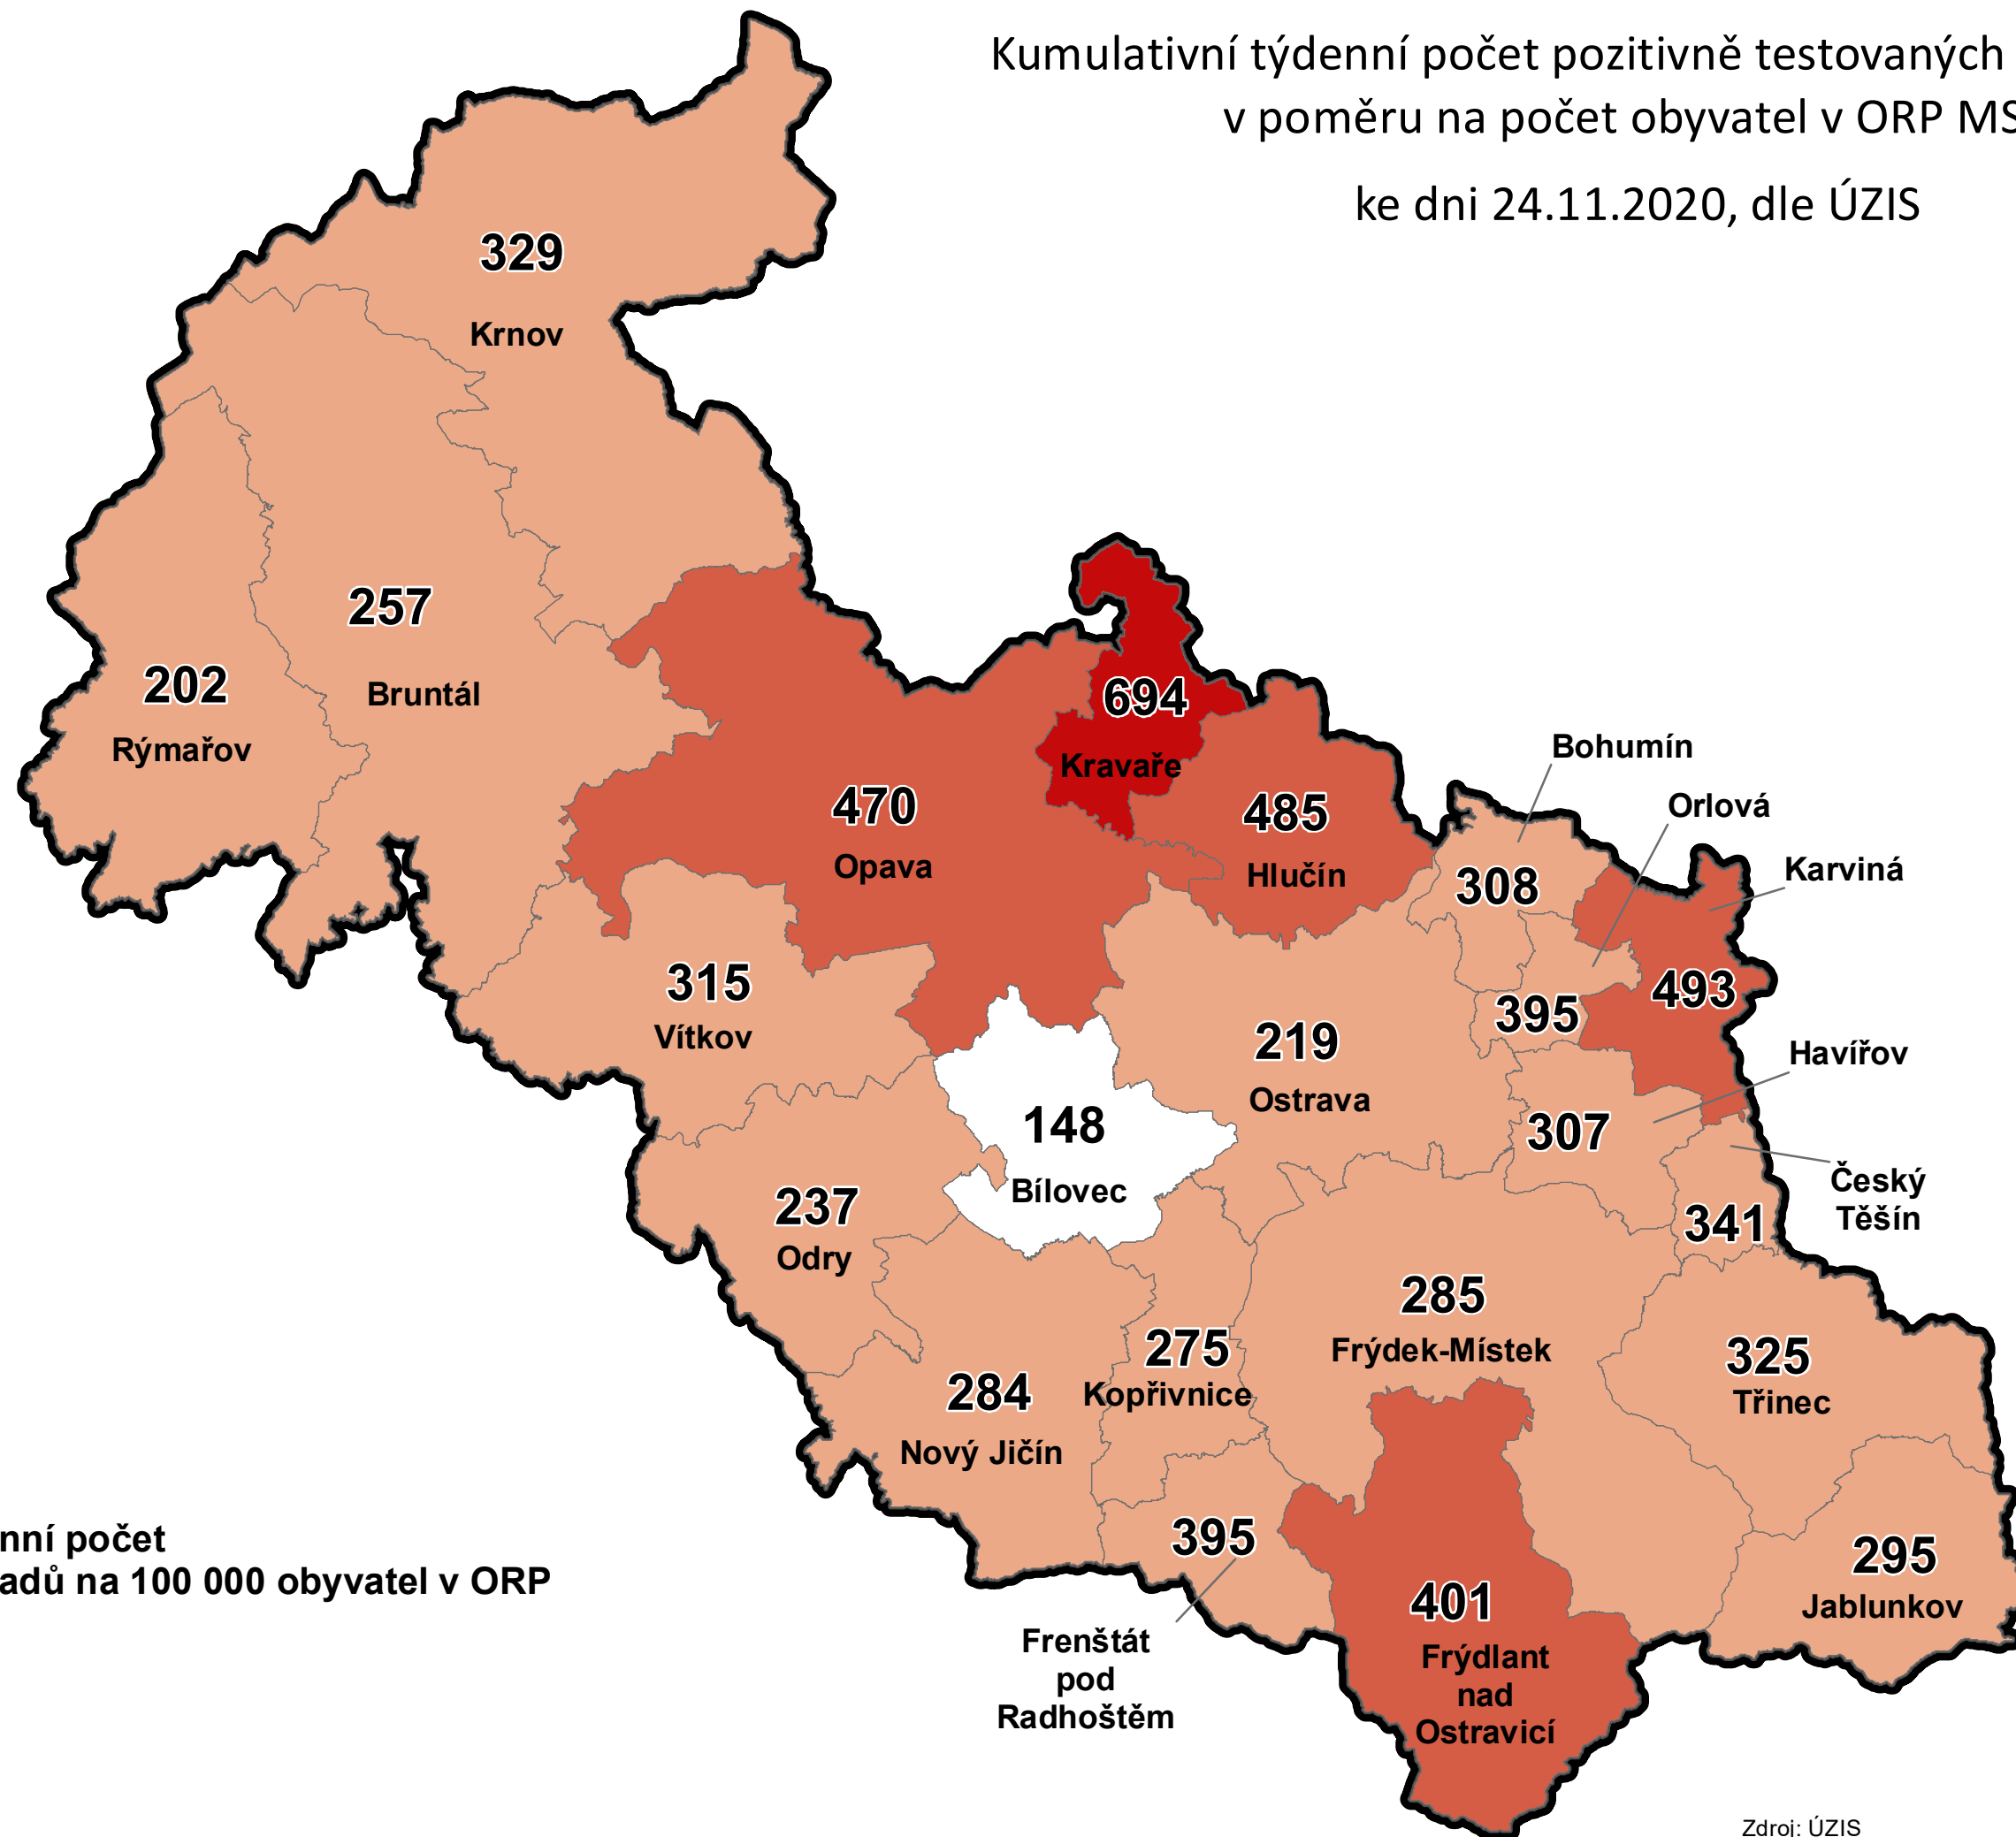 Kumulativní týdenní počet pozitivně testovaných
v poměru na počet obyvatel v ORP MS
ke dni 24.11.2020, dle ÚZIS
329
Krnov
257
Bruntál
202
Rýmařov
694
Kravaře
470
Opava
485
Hlučín
Bohumín
308
Orlová
395
Karviná
493
315
Vítkov
219
Ostrava
Havířov
307
148
Bílovec
Český
Těšín
341
237
Odry
285
Frýdek-Místek
275
Kopřivnice
325
Třinec
284
Nový Jičín
395
Frenštát
pod
Radhoštěm
401
Frýdlant
nad
Ostravicí
295
Jablunkov
nní počet
adů na 100 000 obyvatel v ORP
Zdroj: ÚZIS